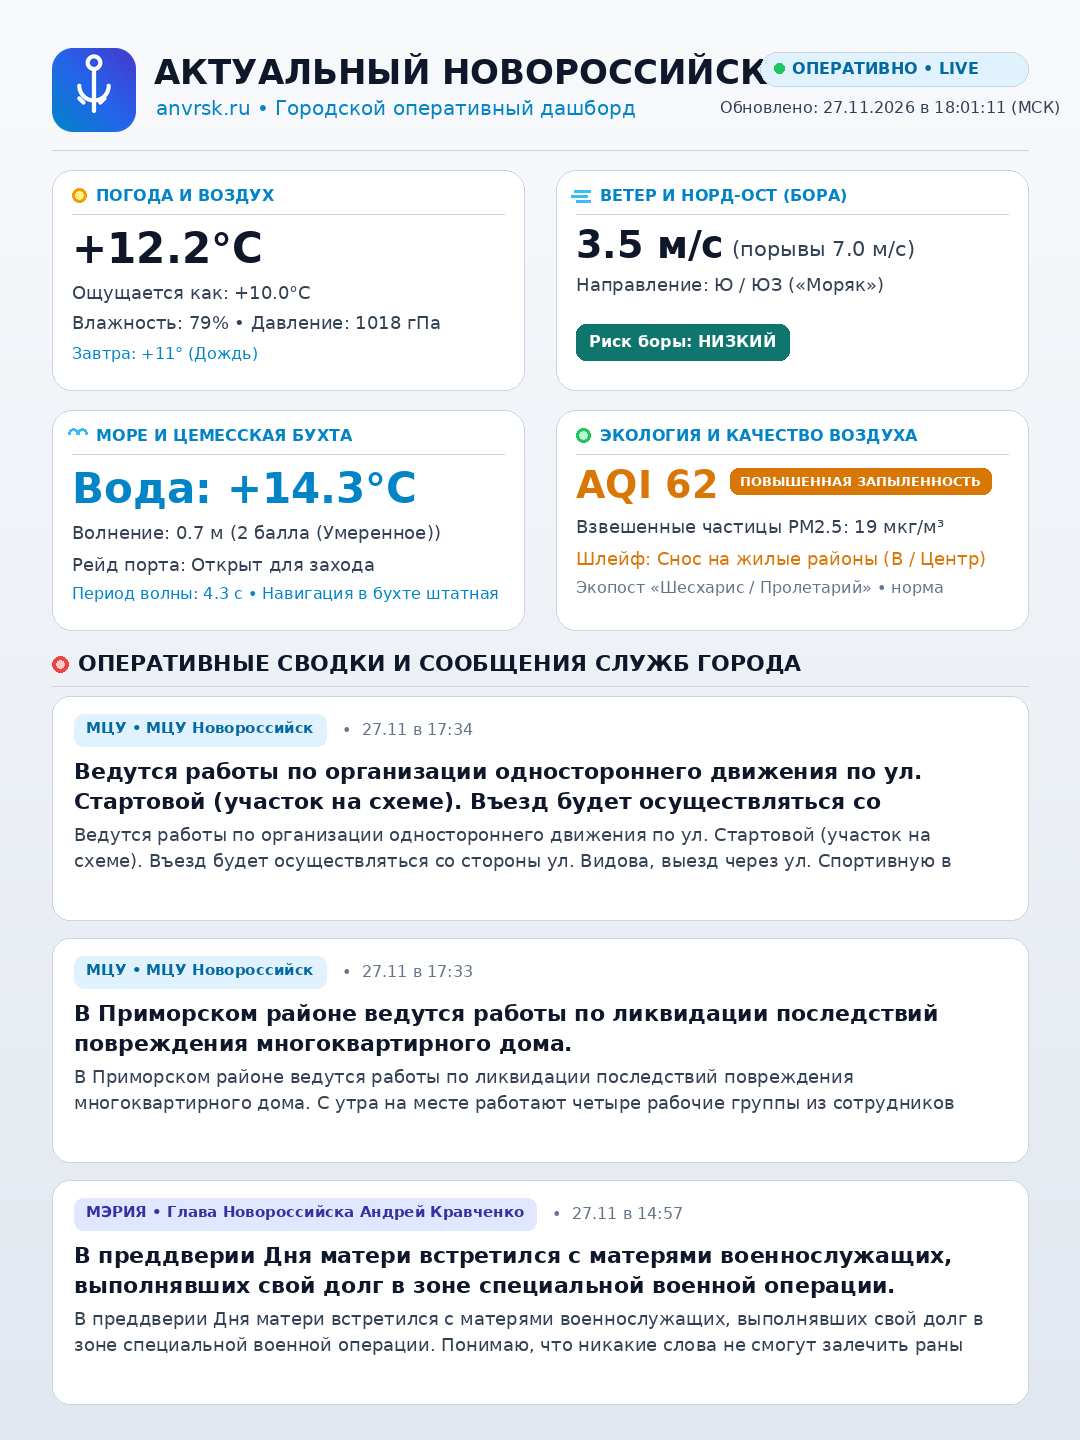 АКТУАЛЬНЫЙ НОВОРОССИЙСК
ОПЕРАТИВНО • LIVE
anvrsk.ru • Городской оперативный дашборд
Обновлено: 27.11.2026 в 18:01:11 (МСК)
ПОГОДА И ВОЗДУХ
+12.2°C
Ощущается как: +10.0°C
Влажность: 79% • Давление: 1018 гПа
Завтра: +11° (Дождь)
ВЕТЕР И НОРД-ОСТ (БОРА)
3.5 м/с (порывы 7.0 м/с)
Направление: Ю / ЮЗ («Моряк»)
Риск боры: НИЗКИЙ
МОРЕ И ЦЕМЕССКАЯ БУХТА
Вода: +14.3°C
Волнение: 0.7 м (2 балла (Умеренное))
Рейд порта: Открыт для захода
Период волны: 4.3 с • Навигация в бухте штатная
ЭКОЛОГИЯ И КАЧЕСТВО ВОЗДУХА
AQI 62 ПОВЫШЕННАЯ ЗАПЫЛЕННОСТЬ
Взвешенные частицы PM2.5: 19 мкг/м³
Шлейф: Снос на жилые районы (В / Центр)
Экопост «Шесхарис / Пролетарий» • норма
ОПЕРАТИВНЫЕ СВОДКИ И СООБЩЕНИЯ СЛУЖБ ГОРОДА
МЦУ • МЦУ Новороссийск • 27.11 в 17:34
Ведутся работы по организации одностороннего движения по ул.
Стартовой (участок на схеме). Въезд будет осуществляться со
Ведутся работы по организации одностороннего движения по ул. Стартовой (участок на
схеме). Въезд будет осуществляться со стороны ул. Видова, выезд через ул. Спортивную в
МЦУ • МЦУ Новороссийск • 27.11 в 17:33
В Приморском районе ведутся работы по ликвидации последствий
повреждения многоквартирного дома.
В Приморском районе ведутся работы по ликвидации последствий повреждения
многоквартирного дома. С утра на месте работают четыре рабочие группы из сотрудников
МЭРИЯ • Глава Новороссийска Андрей Кравченко • 27.11 в 14:57
В преддверии Дня матери встретился с матерями военнослужащих,
выполнявших свой долг в зоне специальной военной операции.
В преддверии Дня матери встретился с матерями военнослужащих, выполнявших свой долг в
зоне специальной военной операции. Понимаю, что никакие слова не смогут залечить раны